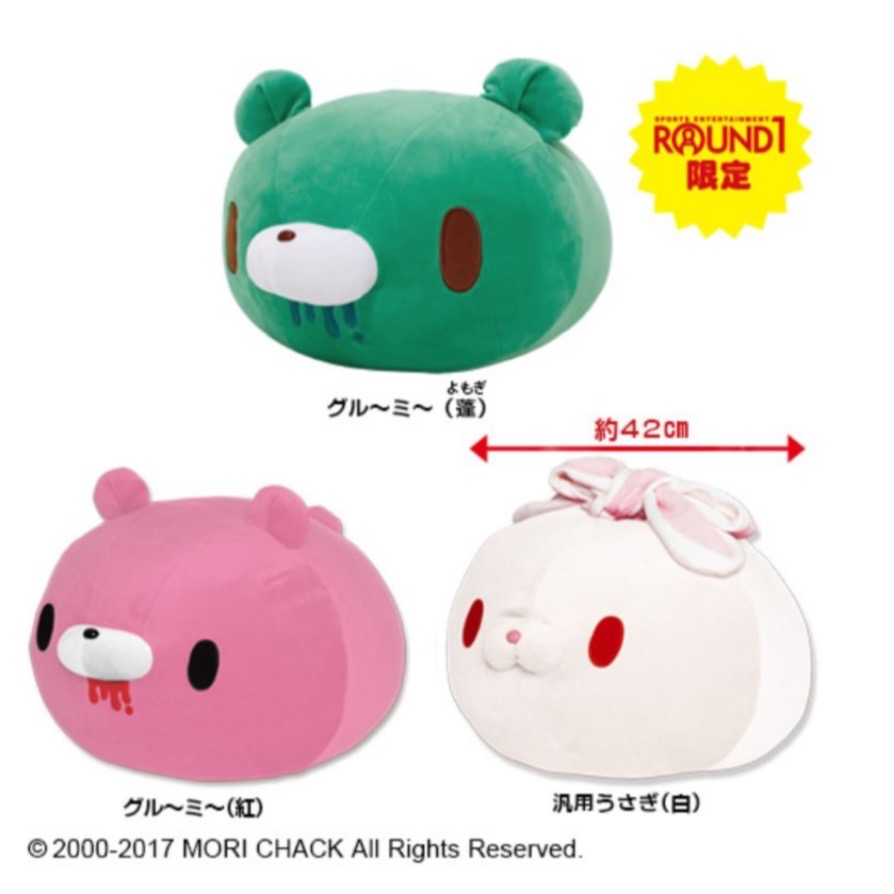 SPORTS ENTERTAINMENT
ROUND1
限定
よもぎ
グル〜ミ〜(蓬)
約42cm
グル〜ミ〜(紅)
汎用うさぎ(白)
©2000-2017 MORI CHACK All Rights Reserved.